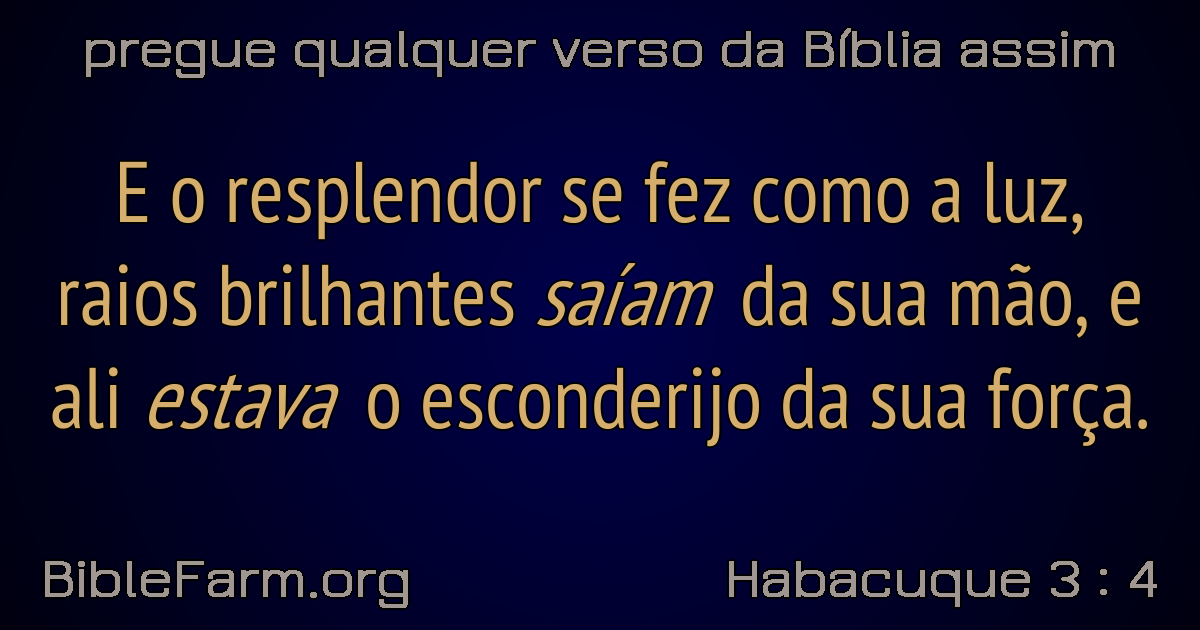 pregue qualquer verso da Bíblia assim
E o resplendor se fez como a luz,
raios brilhantes saíam da sua mão, e
ali estava o esconderijo da sua força.
BibleFarm.org
Habacuque 3 : 4